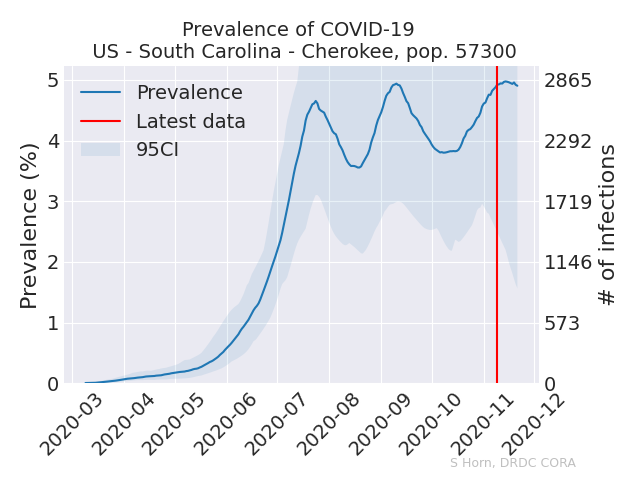 Prevalence of COVID-19
US - South Carolina - Cherokee, pop. 57300
Prevalence
Latest data
95CI
Prevalence (%)
5
4
3
2
1
0
2865
2292
1719
1146
573
0
# of infections
2020-03
2020-04
2020-05
2020-06
2020-07
2020-08
2020-09
2020-10
2020-11
2020-12
S Horn, DRDC CORA